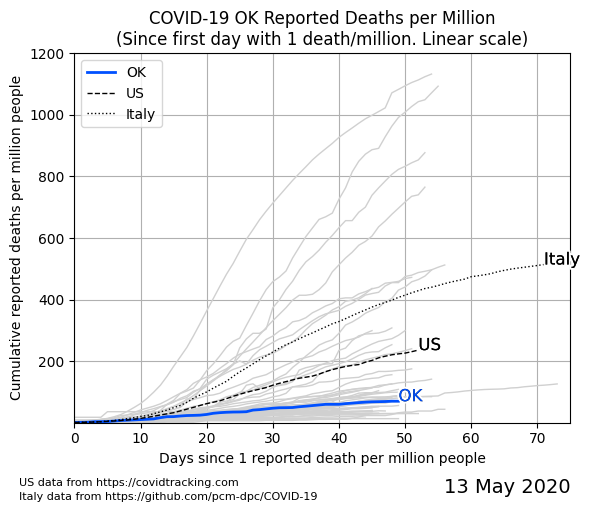 COVID-19 OK Reported Deaths per Million
(Since first day with 1 death/million. Linear scale)
OK
US
Italy
Cumulative reported deaths per million people
1200
1000
800
600
400
200
Italy
US
OK
0 10 20 30 40 50 60 70
Days since 1 reported death per million people
US data from https://covidtracking.com
Italy data from https://github.com/pcm-dpc/COVID-19
13 May 2020